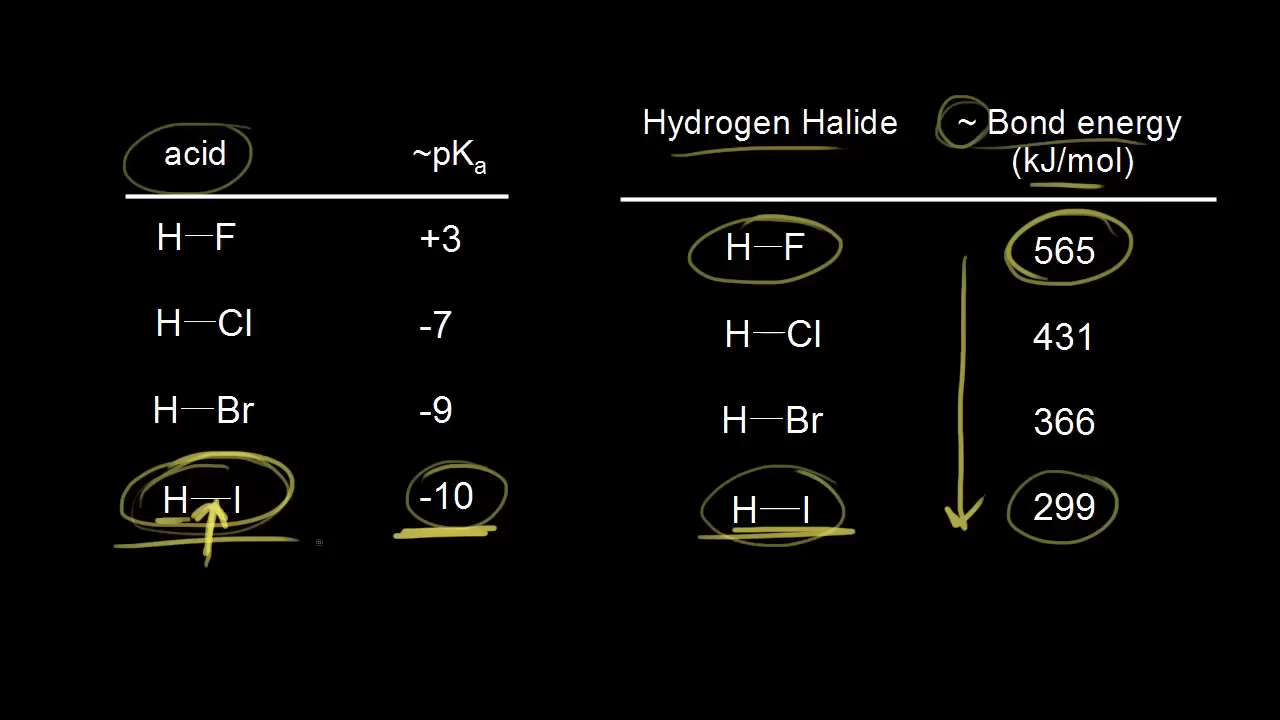 acid ~pKa
H—F +3
H—Cl -7
H—Br -9
H—I -10
Hydrogen Halide ~ Bond energy
(kJ/mol)
H—F 565
H—Cl 431
H—Br 366
H—I 299